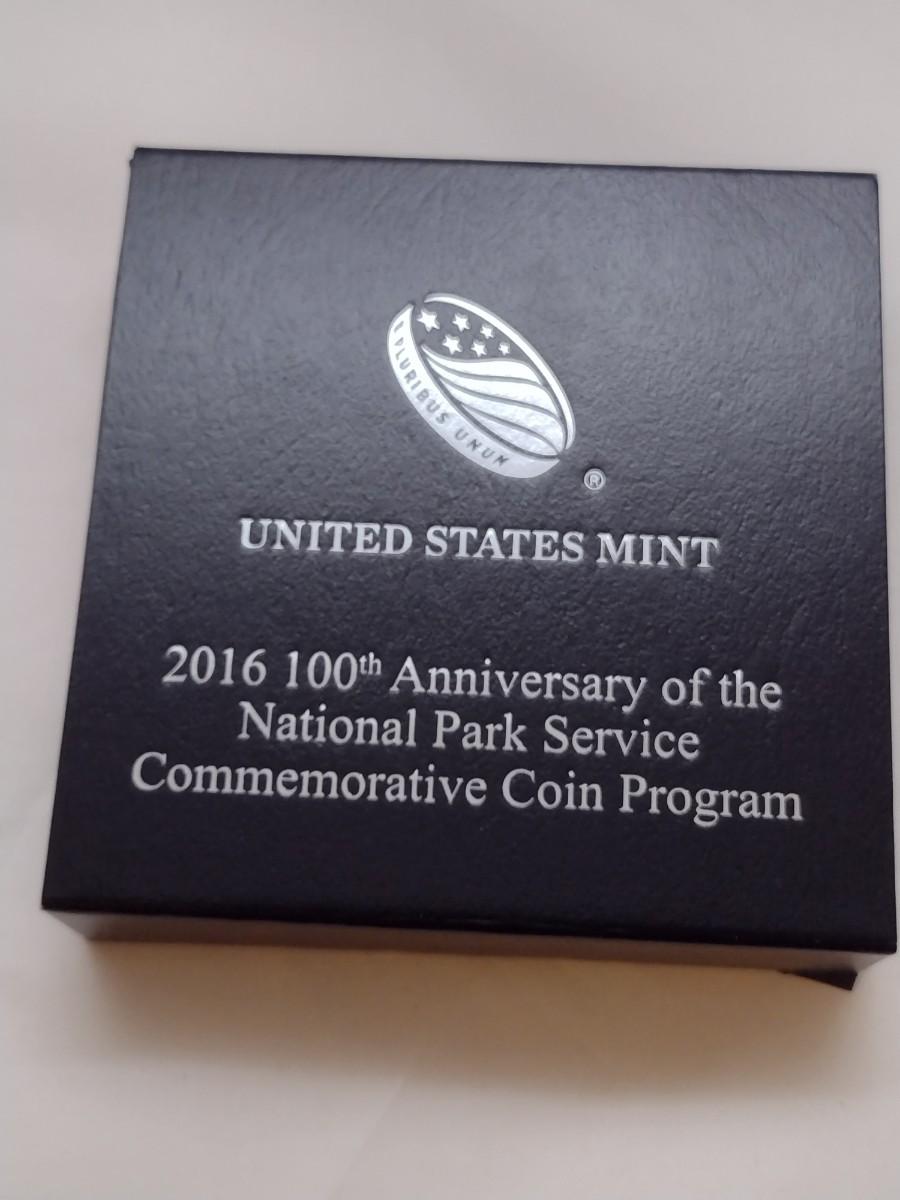 E PLURIBUS UNUM
®
UNITED STATES MINT
2016 100th Anniversary of the
National Park Service
Commemorative Coin Program